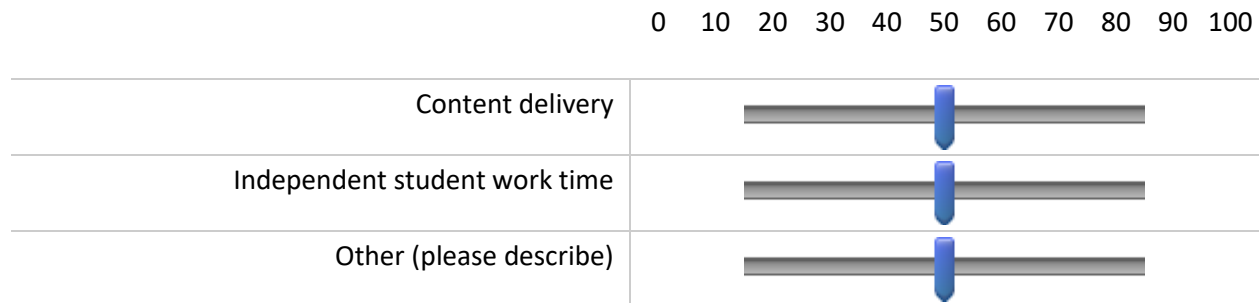 0 10 20 30 40 50 60 70 80 90 100
Content delivery
Independent student work time
Other (please describe)